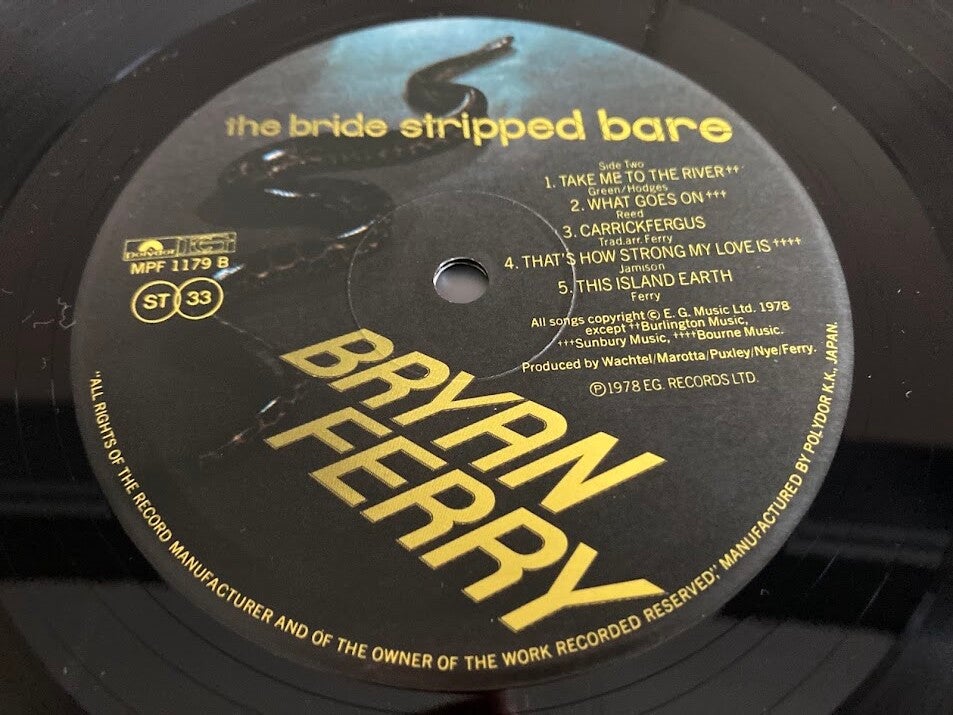 the bride stripped bare
Side Two
1. TAKE ME TO THE RIVER††
Green/Hodges
2. WHAT GOES ON†††
Reed
3. CARRICKFERGUS
Trad.arr. Ferry
4. THAT'S HOW STRONG MY LOVE IS††††
Jamison
5. THIS ISLAND EARTH
Ferry
All songs copyright © E. G. Music Ltd. 1978
except ††Burlington Music,
†††Sunbury Music, ††††Bourne Music.
Produced by Wachtel/Marotta/Puxley/Nye/Ferry.
℗1978 EG. RECORDS LTD.
polydor
MPF 1179 B
ST 33
BRYAN
FERRY
"ALL RIGHTS OF THE RECORD MANUFACTURER AND OF THE OWNER OF THE WORK RECORDED RESERVED," MANUFACTURED BY POLYDOR K.K., JAPAN.